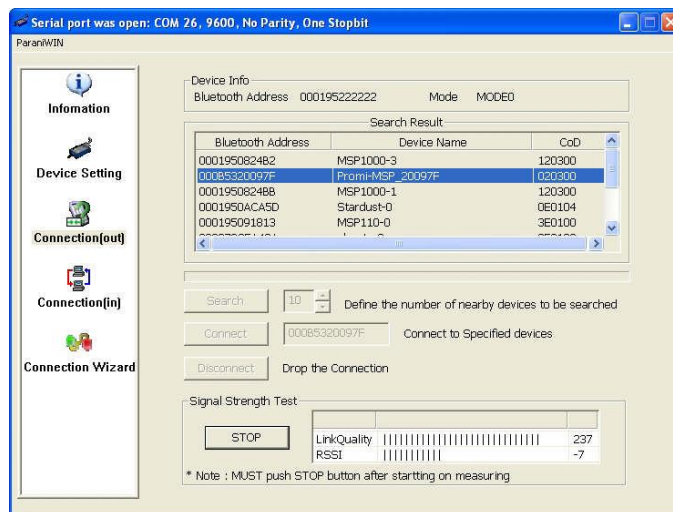 Serial port was open: COM 26, 9600, No Parity, One Stopbit
ParaniWIN
Infomation
Device Setting
Connection(out)
Connection(in)
Connection Wizard
Device Info
Bluetooth Address 000195222222 Mode MODE0
Search Result
Bluetooth Address Device Name CoD
0001950824B2 MSP1000-3 120300
000B5320097F Promi-MSP_20097F 020300
0001950824BB MSP1000-1 120300
0001950ACA5D Stardust-0 0E0104
000195091813 MSP110-0 3E0100
Search 10 Define the number of nearby devices to be searched
Connect 000B5320097F Connect to Specified devices
Disconnect Drop the Connection
Signal Strength Test
STOP
LinkQuality 237
RSSI -7
* Note : MUST push STOP button after startting on measuring